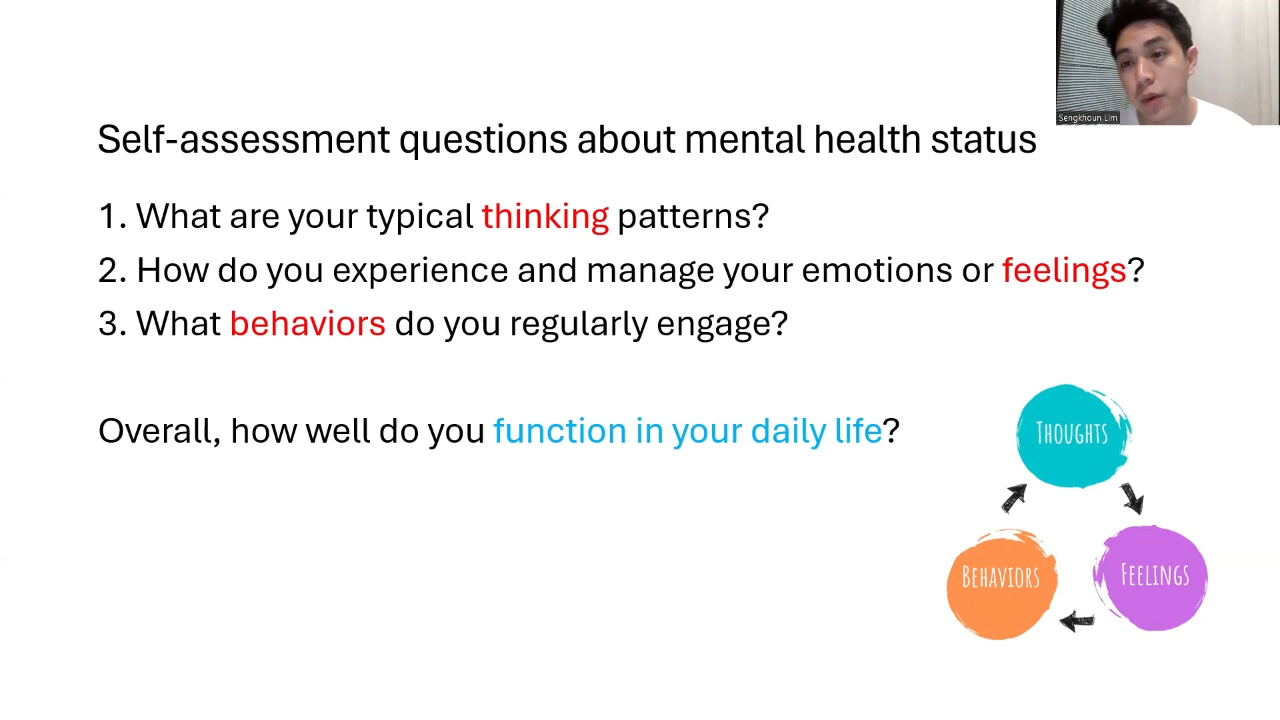 Sengkhoun Lim
Self-assessment questions about mental health status
1. What are your typical thinking patterns?
2. How do you experience and manage your emotions or feelings?
3. What behaviors do you regularly engage?
Overall, how well do you function in your daily life?
THOUGHTS
BEHAVIORS
FEELINGS